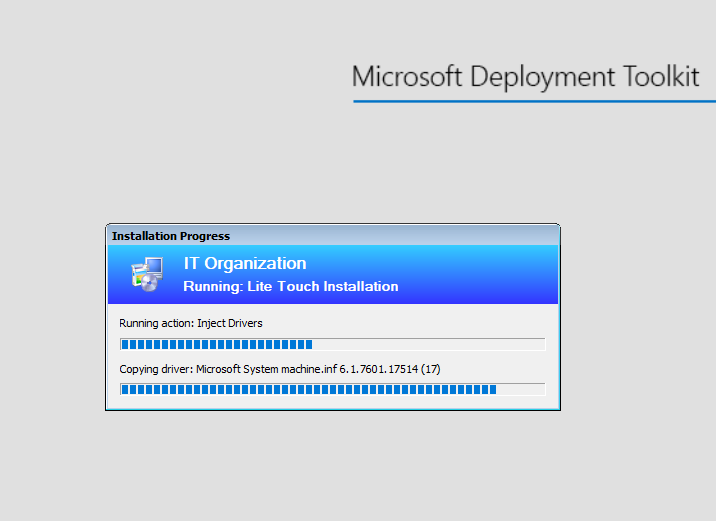 Microsoft Deployment Toolkit
Installation Progress
IT Organization
Running: Lite Touch Installation
Running action: Inject Drivers
Copying driver: Microsoft System machine.inf 6.1.7601.17514 (17)